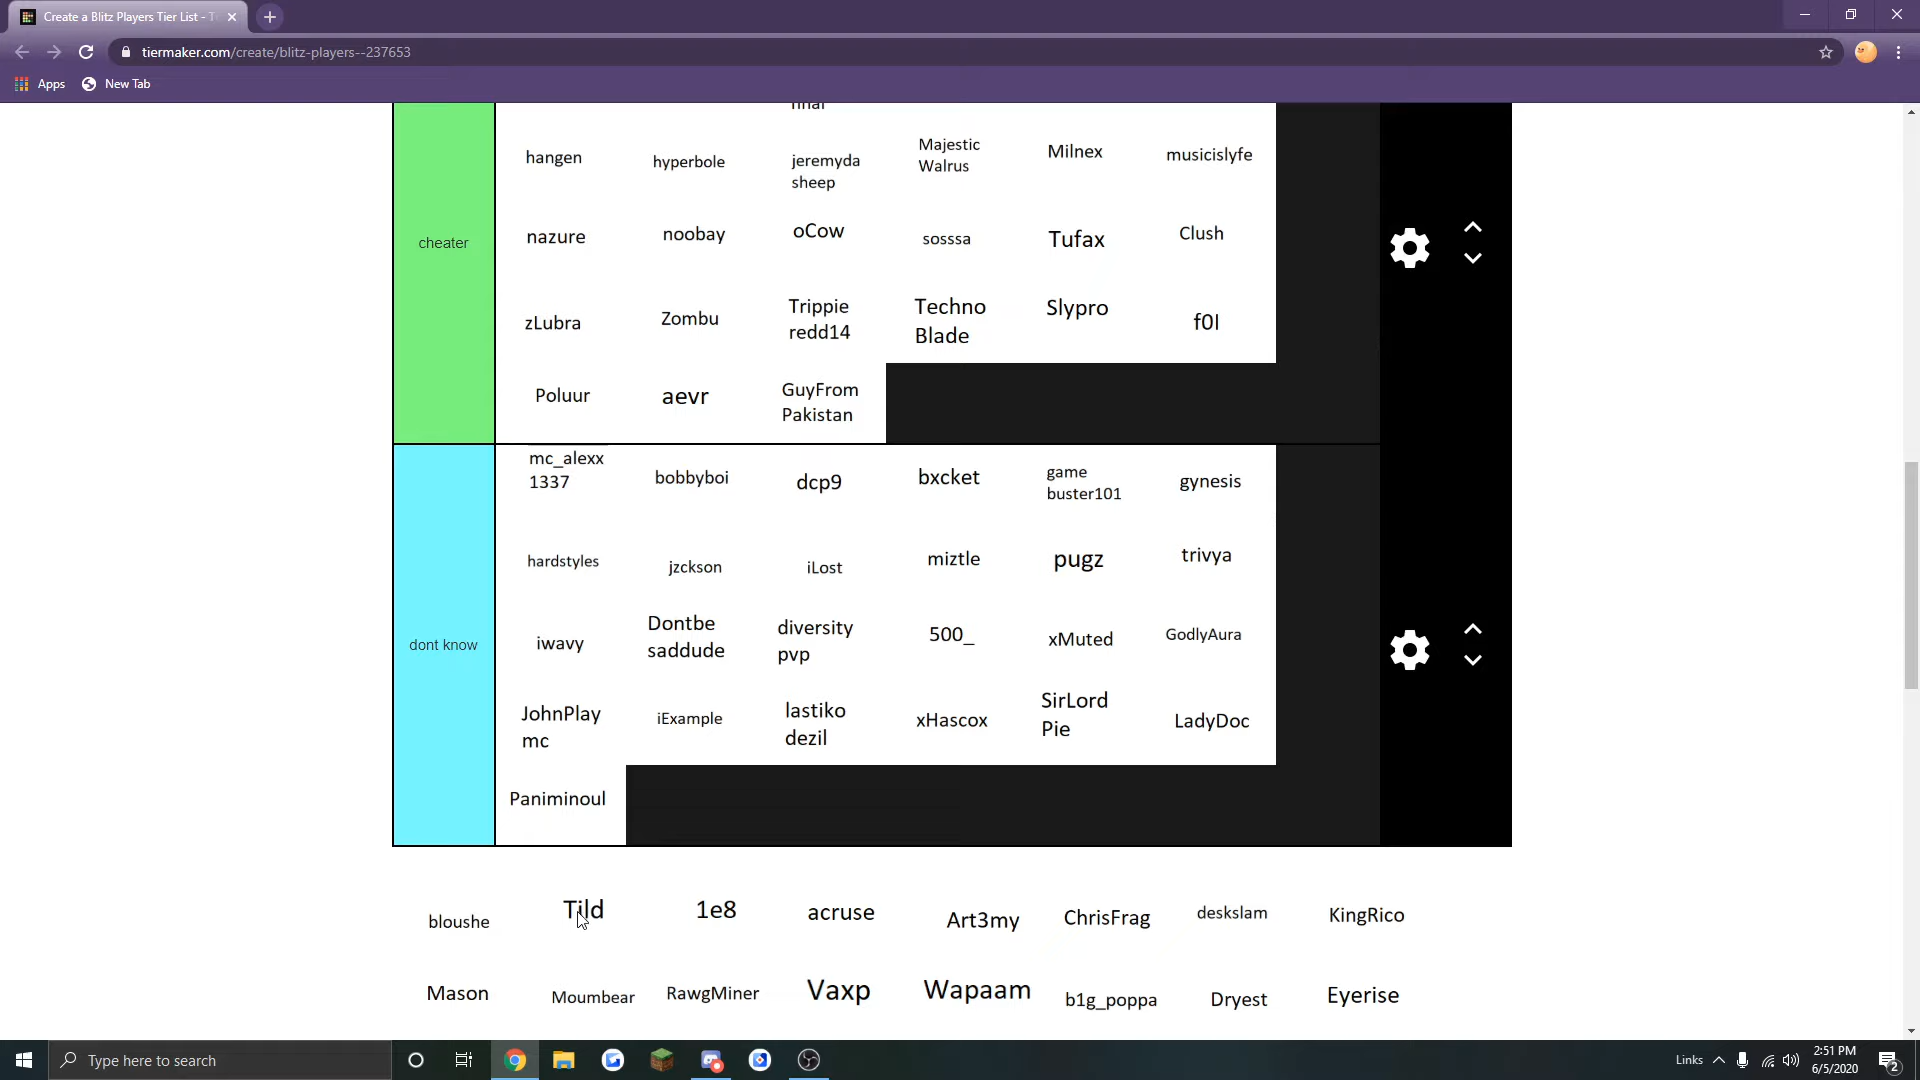 Create a Blitz Players Tier List - T
tiermaker.com/create/blitz-players--237653
Apps
New Tab
cheater
hangen
hyperbole
jeremyda
sheep
Majestic
Walrus
Milnex
musicislyfe
nazure
noobay
oCow
sosssa
Tufax
Clush
zLubra
Zombu
Trippie
redd14
Techno
Blade
Slypro
Poluur
aevr
GuyFrom
Pakistan
dont know
mc_alexx
1337
bobbyboi
dcp9
bxcket
game
buster101
gynesis
hardstyles
jzckson
iLost
miztle
pugz
trivya
iwavy
Dontbe
saddude
diversity
pvp
500_
xMuted
GodlyAura
JohnPlay
mc
iExample
lastiko
dezil
xHascox
SirLord
Pie
LadyDoc
Paniminoul
bloushe
Tild
1e8
acruse
Art3my
ChrisFrag
deskslam
KingRico
Mason
Moumbear
RawgMiner
Vaxp
Wapaam
b1g_poppa
Dryest
Eyerise
Type here to search
Links
2:51 PM
6/5/2020
2